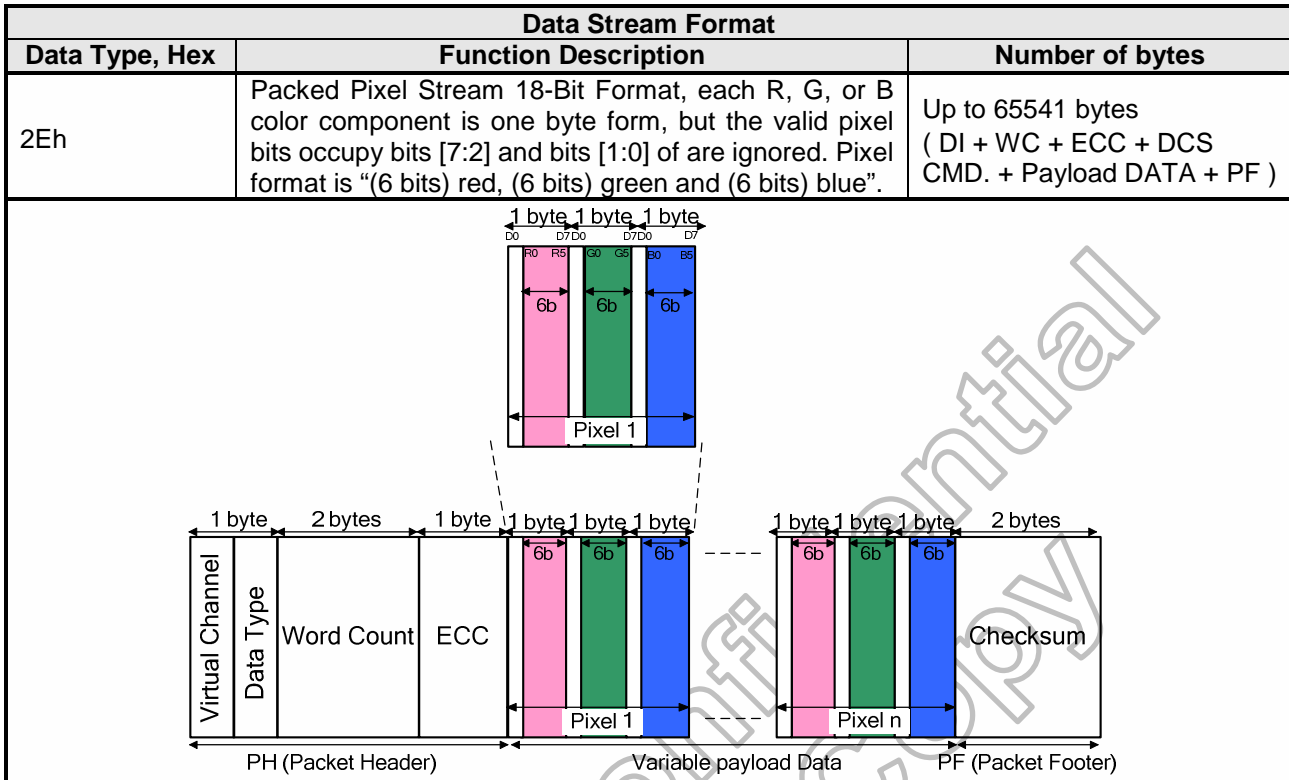 Data Stream Format
Data Type, Hex Function Description Number of bytes
2Eh
Packed Pixel Stream 18-Bit Format, each R, G, or B
color component is one byte form, but the valid pixel
bits occupy bits [7:2] and bits [1:0] of are ignored. Pixel
format is “(6 bits) red, (6 bits) green and (6 bits) blue”.
Up to 65541 bytes
( DI + WC + ECC + DCS
CMD. + Payload DATA + PF )
1 byte 1 byte 1 byte
D0 D7 D0 D7 D0 D7
R0 R5 G0 G5 B0 B5
6b 6b 6b
Pixel 1
1 byte 2 bytes 1 byte 1 byte 1 byte 1 byte 1 byte 1 byte 1 byte 2 bytes
6b 6b 6b 6b 6b 6b
Virtual Channel
Data Type
Word Count
ECC
Checksum
Pixel 1 Pixel n
PH (Packet Header) Variable payload Data PF (Packet Footer)